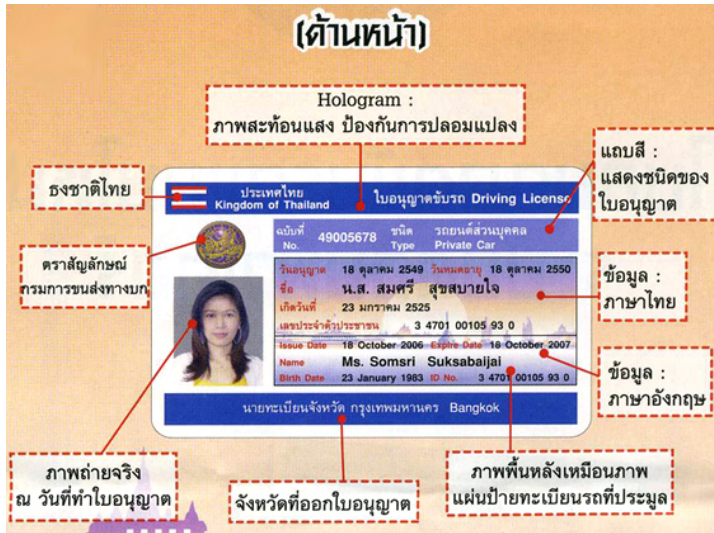 (ด้านหน้า)
Hologram :
ภาพสะท้อนแสง ป้องกันการปลอมแปลง
แถบสี :
แสดงชนิดของ
ใบอนุญาต
ธงชาติไทย
ประเทศไทย
Kingdom of Thailand
ใบอนุญาตขับรถ Driving License
ฉบับที่ 49005678 ชนิด รถยนต์ส่วนบุคคล
No. Type Private Car
ตราสัญลักษณ์
กรมการขนส่งทางบก
วันอนุญาต 18 ตุลาคม 2549 วันหมดอายุ 18 ตุลาคม 2550
ชื่อ น.ส. สมศรี สุขสบายใจ
เกิดวันที่ 23 มกราคม 2525
เลขประจำตัวประชาชน 3 4701 00105 93 0
Issue Date 18 October 2006 Expire Date 18 October 2007
Name Ms. Somsri Suksabaijai
Birth Date 23 January 1983 ID No. 3 4701 00105 93 0
ข้อมูล :
ภาษาไทย
ข้อมูล :
ภาษาอังกฤษ
นายทะเบียนจังหวัด กรุงเทพมหานคร Bangkok
ภาพถ่ายจริง
ณ วันที่ทำใบอนุญาต
จังหวัดที่ออกใบอนุญาต
ภาพพื้นหลังเหมือนภาพ
แผ่นป้ายทะเบียนรถที่ประมูล